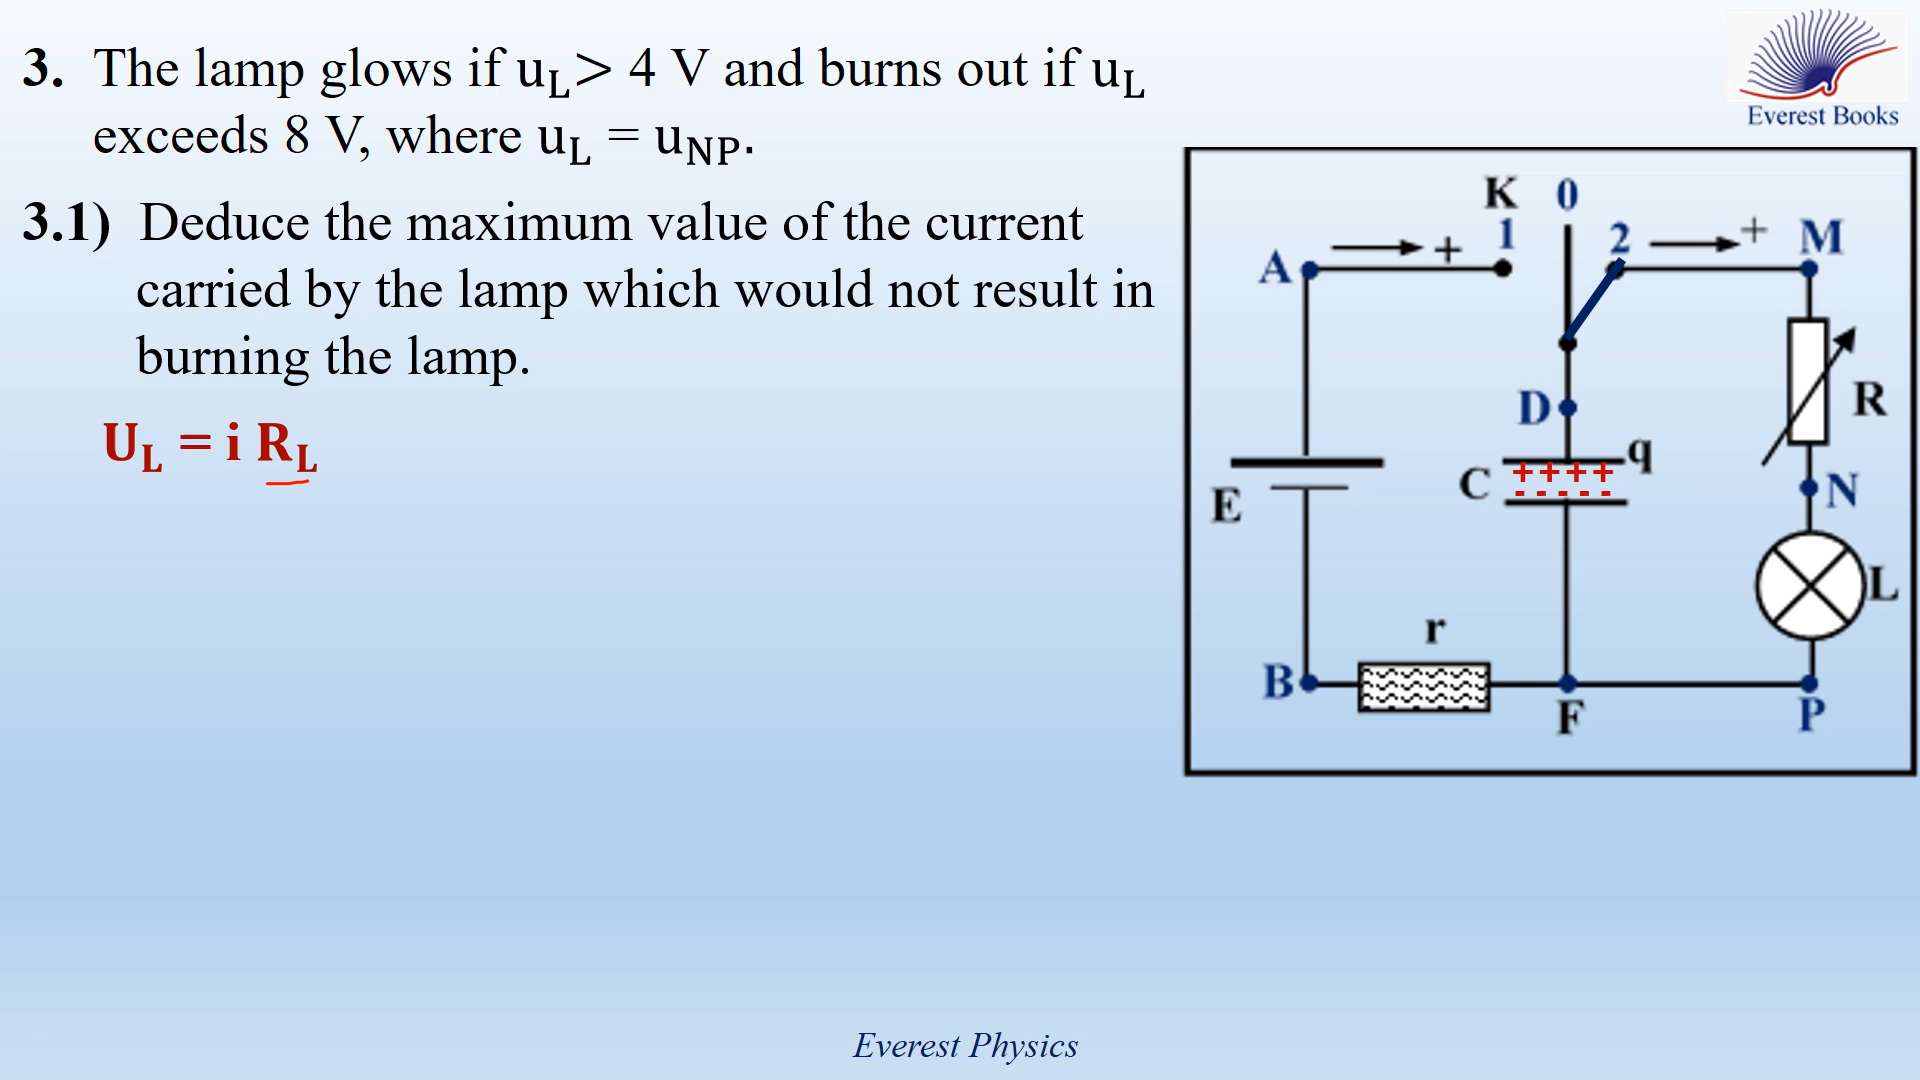 3. The lamp glows if uL > 4 V and burns out if uL
exceeds 8 V, where uL = uNP.
3.1) Deduce the maximum value of the current
carried by the lamp which would not result in
burning the lamp.
UL = i RL
Everest Books
K 0
1 2 + M
A +
R
D
q
C + + + +
- - - - -
E
N
L
r
B
F
P
Everest Physics